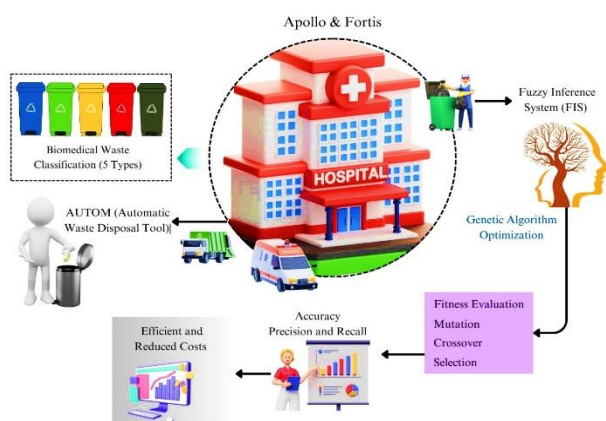 Apollo & Fortis
Biomedical Waste
Classification (5 Types)
HOSPITAL
Fuzzy Inference
System (FIS)
AUTOM (Automatic
Waste Disposal Tool)
Genetic Algorithm
Optimization
Fitness Evaluation
Mutation
Crossover
Selection
Accuracy
Precision and Recall
Efficient and
Reduced Costs